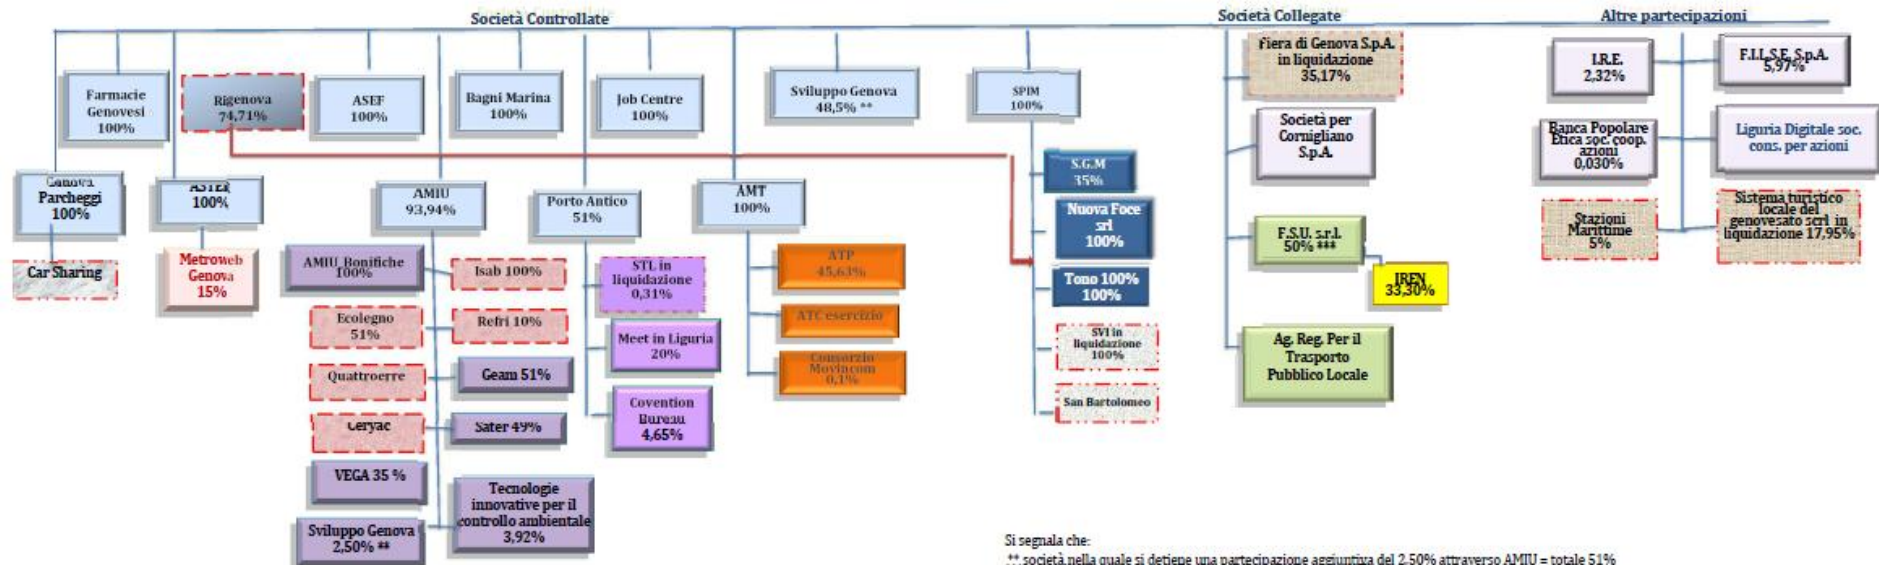 Società Controllate
Società Collegate
Altre partecipazioni
Farmacie
Genovesi
100%
Rigenova
74,71%
ASEF
100%
Bagni Marina
100%
Job Centre
100%
Sviluppo Genova
48,5% **
SPIM
100%
Fiera di Genova S.p.A.
in liquidazione
35,17%
I.R.E.
2,32%
F.I.L.S.E. S.p.A.
5,97%
Società per
Cornigliano
S.p.A.
Banca Popolare
Etica soc. coop.
azioni
0,030%
Liguria Digitale soc.
cons. per azioni
Genova
Parcheggi
100%
ASTER
100%
AMIU
93,94%
Porto Antico
51%
AMT
100%
S.G.M
35%
Nuova Foce
srl
100%
Tono 100%
100%
SVI in
liquidazione
100%
San Bartolomeo
F.S.U. s.r.l.
50% ***
IREN
33,30%
Ag. Reg. Per il
Trasporto
Pubblico Locale
Stazioni
Marittime
5%
Sistema turistico
locale del
genovesato scrl in
liquidazione 17,95%
Car Sharing
Metroweb
Genova
15%
AMIU Bonifiche
100%
Isab 100%
Ecolegno
51%
Refri 10%
Quattroerre
Geam 51%
Ceryac
Sater 49%
VEGA 35 %
Sviluppo Genova
2,50% **
Tecnologie
innovative per il
controllo ambientale
3,92%
STL in
liquidazione
0,31%
Meet in Liguria
20%
Covention
Bureau
4,65%
ATP
45,63%
ATC esercizio
Consorzio
Movincom
0,1%
Si segnala che:
** società nella quale si detiene una partecipazione aggiuntiva del 2,50% attraverso AMIU = totale 51%